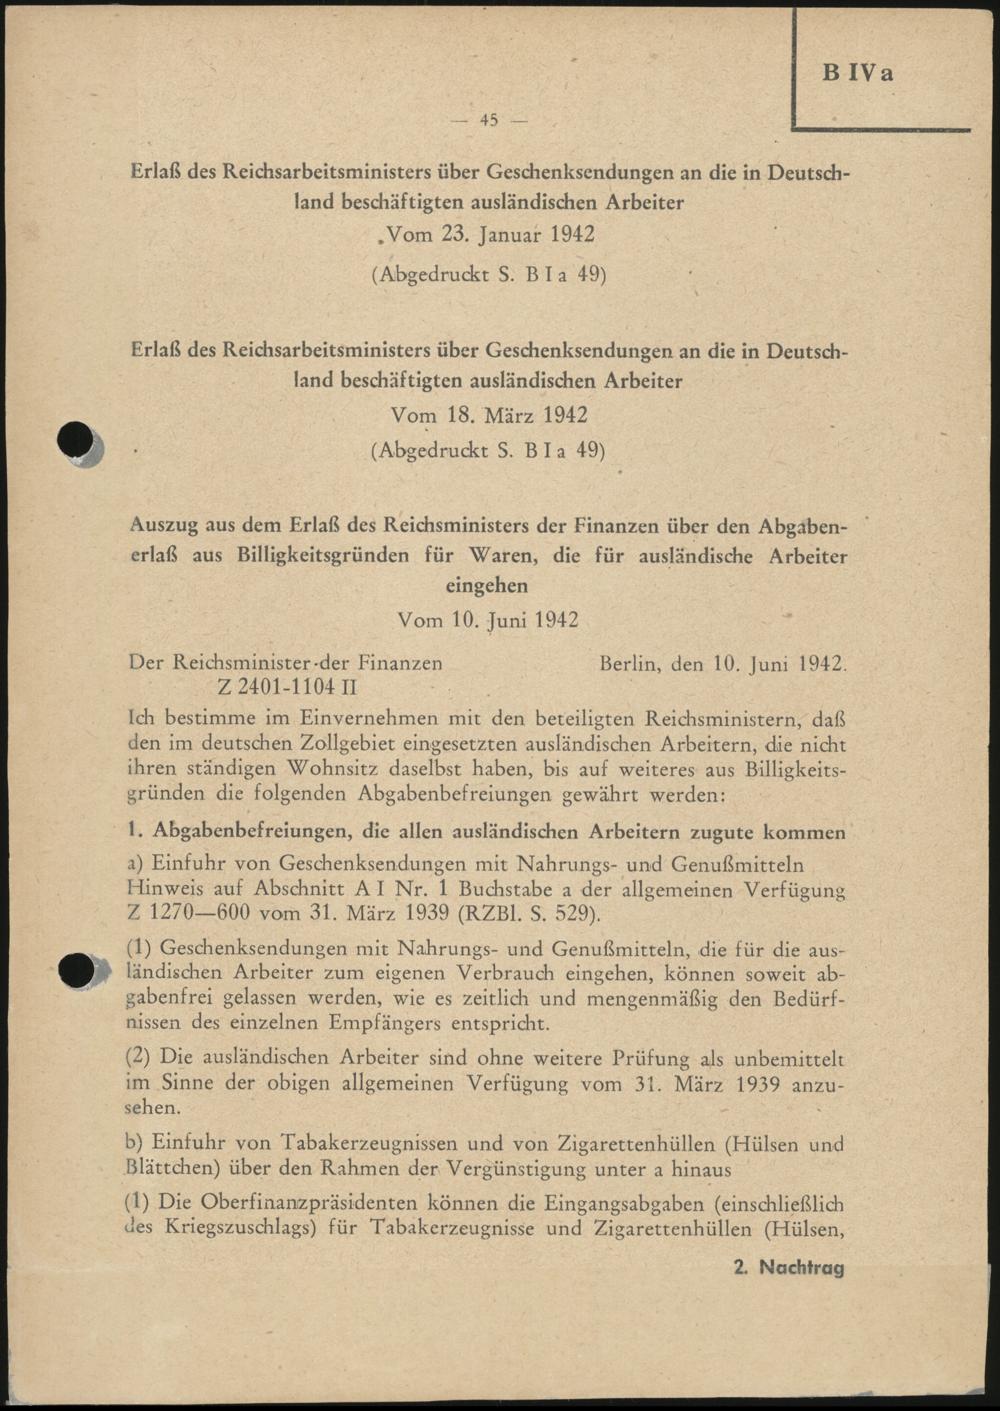 B IVa
— 45 —
Erlaß des Reichsarbeitsministers über Geschenksendungen an die in Deutsch-
land beschäftigten ausländischen Arbeiter
Vom 23. Januar 1942
(Abgedruckt S. B I a 49)
Erlaß des Reichsarbeitsministers über Geschenksendungen an die in Deutsch-
land beschäftigten ausländischen Arbeiter
Vom 18. März 1942
(Abgedruckt S. B I a 49)
Auszug aus dem Erlaß des Reichsministers der Finanzen über den Abgaben-
erlaß aus Billigkeitsgründen für Waren, die für ausländische Arbeiter
eingehen
Vom 10. Juni 1942
Der Reichsminister der Finanzen Berlin, den 10. Juni 1942.
Z 2401-1104 II
Ich bestimme im Einvernehmen mit den beteiligten Reichsministern, daß
den im deutschen Zollgebiet eingesetzten ausländischen Arbeitern, die nicht
ihren ständigen Wohnsitz daselbst haben, bis auf weiteres aus Billigkeits-
gründen die folgenden Abgabenbefreiungen gewährt werden:
1. Abgabenbefreiungen, die allen ausländischen Arbeitern zugute kommen
a) Einfuhr von Geschenksendungen mit Nahrungs- und Genußmitteln
Hinweis auf Abschnitt A I Nr. 1 Buchstabe a der allgemeinen Verfügung
Z 1270—600 vom 31. März 1939 (RZBl. S. 529).
(1) Geschenksendungen mit Nahrungs- und Genußmitteln, die für die aus-
ländischen Arbeiter zum eigenen Verbrauch eingehen, können soweit ab-
gabenfrei gelassen werden, wie es zeitlich und mengenmäßig den Bedürf-
nissen des einzelnen Empfängers entspricht.
(2) Die ausländischen Arbeiter sind ohne weitere Prüfung als unbemittelt
im Sinne der obigen allgemeinen Verfügung vom 31. März 1939 anzu-
sehen.
b) Einfuhr von Tabakerzeugnissen und von Zigarettenhüllen (Hülsen und
Blättchen) über den Rahmen der Vergünstigung unter a hinaus
(1) Die Oberfinanzpräsidenten können die Eingangsabgaben (einschließlich
des Kriegszuschlags) für Tabakerzeugnisse und Zigarettenhüllen (Hülsen,
2. Nachtrag